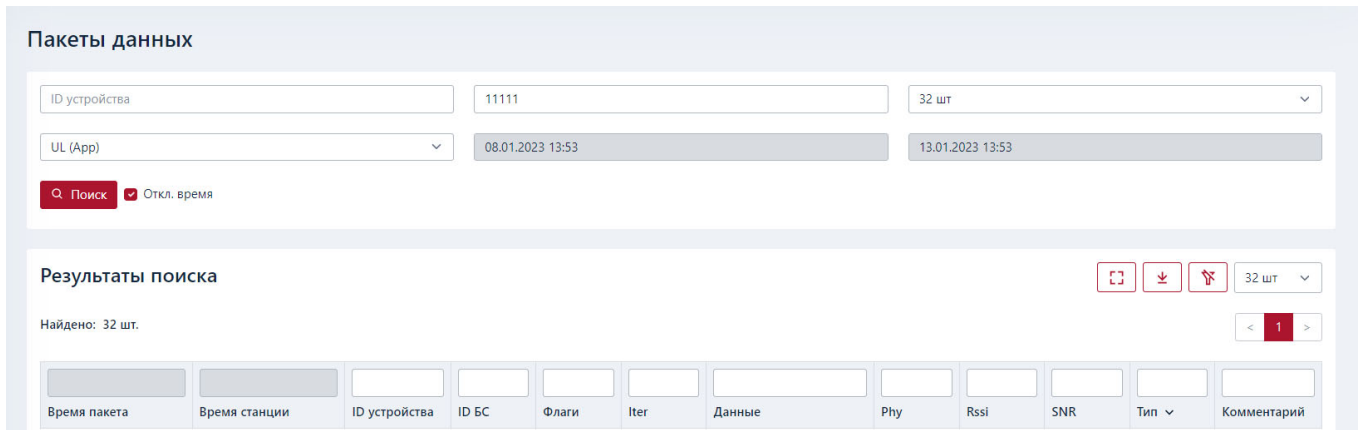 Пакеты данных
ID устройства 11111 32 шт
UL (App) 08.01.2023 13:53 13.01.2023 13:53
Поиск Откл. время
Результаты поиска 32 шт
Найдено: 32 шт. < 1 >
Время пакета Время станции ID устройства ID БС Флаги Iter Данные Phy Rssi SNR Тип Комментарий